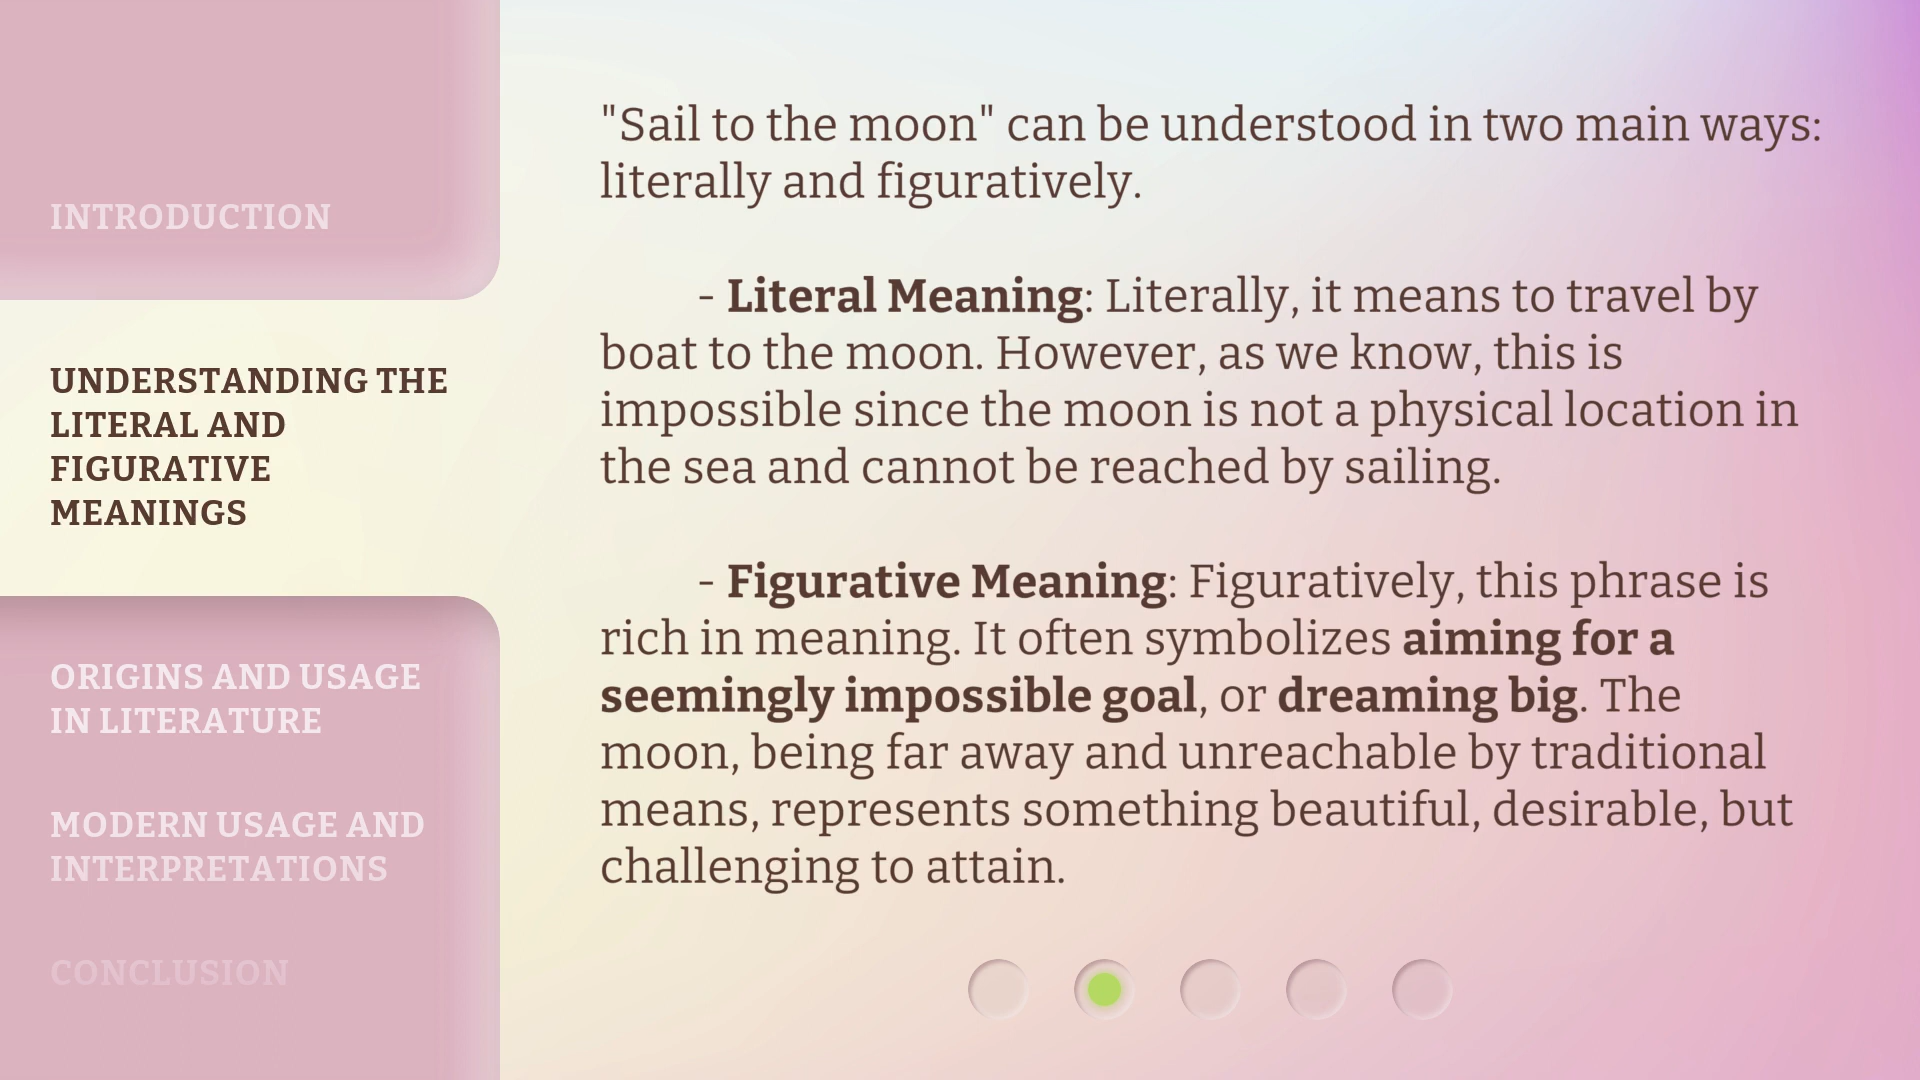 INTRODUCTION
UNDERSTANDING THE
LITERAL AND
FIGURATIVE
MEANINGS
ORIGINS AND USAGE
IN LITERATURE
MODERN USAGE AND
INTERPRETATIONS
CONCLUSION
"Sail to the moon" can be understood in two main ways:
literally and figuratively.
- Literal Meaning: Literally, it means to travel by
boat to the moon. However, as we know, this is
impossible since the moon is not a physical location in
the sea and cannot be reached by sailing.
- Figurative Meaning: Figuratively, this phrase is
rich in meaning. It often symbolizes aiming for a
seemingly impossible goal, or dreaming big. The
moon, being far away and unreachable by traditional
means, represents something beautiful, desirable, but
challenging to attain.